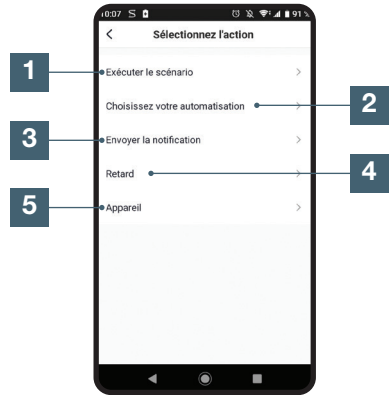 10:07 S 91%
Sélectionnez l'action
1
Exécuter le scénario
Choisissez votre automatisation
2
3
Envoyer la notification
Retard
4
5
Appareil